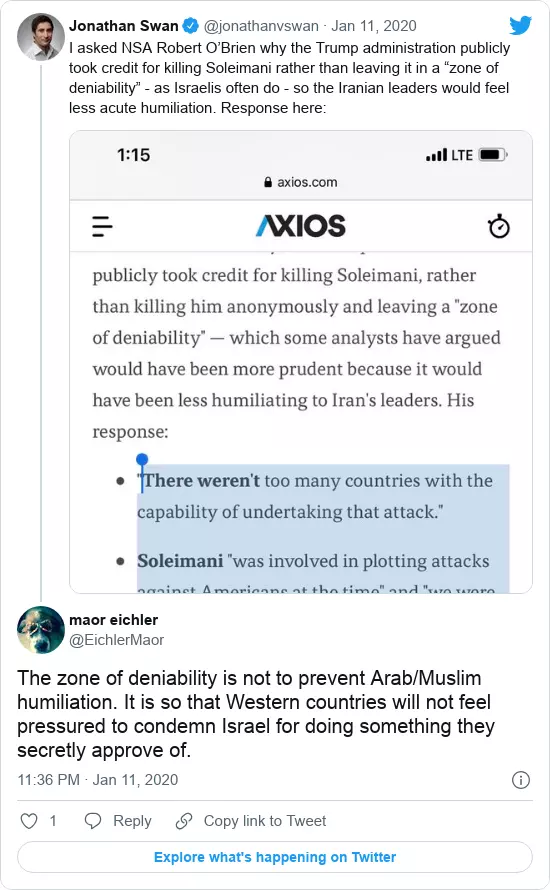 Jonathan Swan @jonathanvswan · Jan 11, 2020
I asked NSA Robert O’Brien why the Trump administration publicly
took credit for killing Soleimani rather than leaving it in a “zone of
deniability” - as Israelis often do - so the Iranian leaders would feel
less acute humiliation. Response here:
1:15 LTE
axios.com
AXIOS
publicly took credit for killing Soleimani, rather
than killing him anonymously and leaving a "zone
of deniability" — which some analysts have argued
would have been more prudent because it would
have been less humiliating to Iran's leaders. His
response:
• "There weren't too many countries with the
capability of undertaking that attack."
• Soleimani "was involved in plotting attacks
against Americans at the time" and "we were
maor eichler
@EichlerMaor
The zone of deniability is not to prevent Arab/Muslim
humiliation. It is so that Western countries will not feel
pressured to condemn Israel for doing something they
secretly approve of.
11:36 PM · Jan 11, 2020
1 Reply Copy link to Tweet
Explore what's happening on Twitter